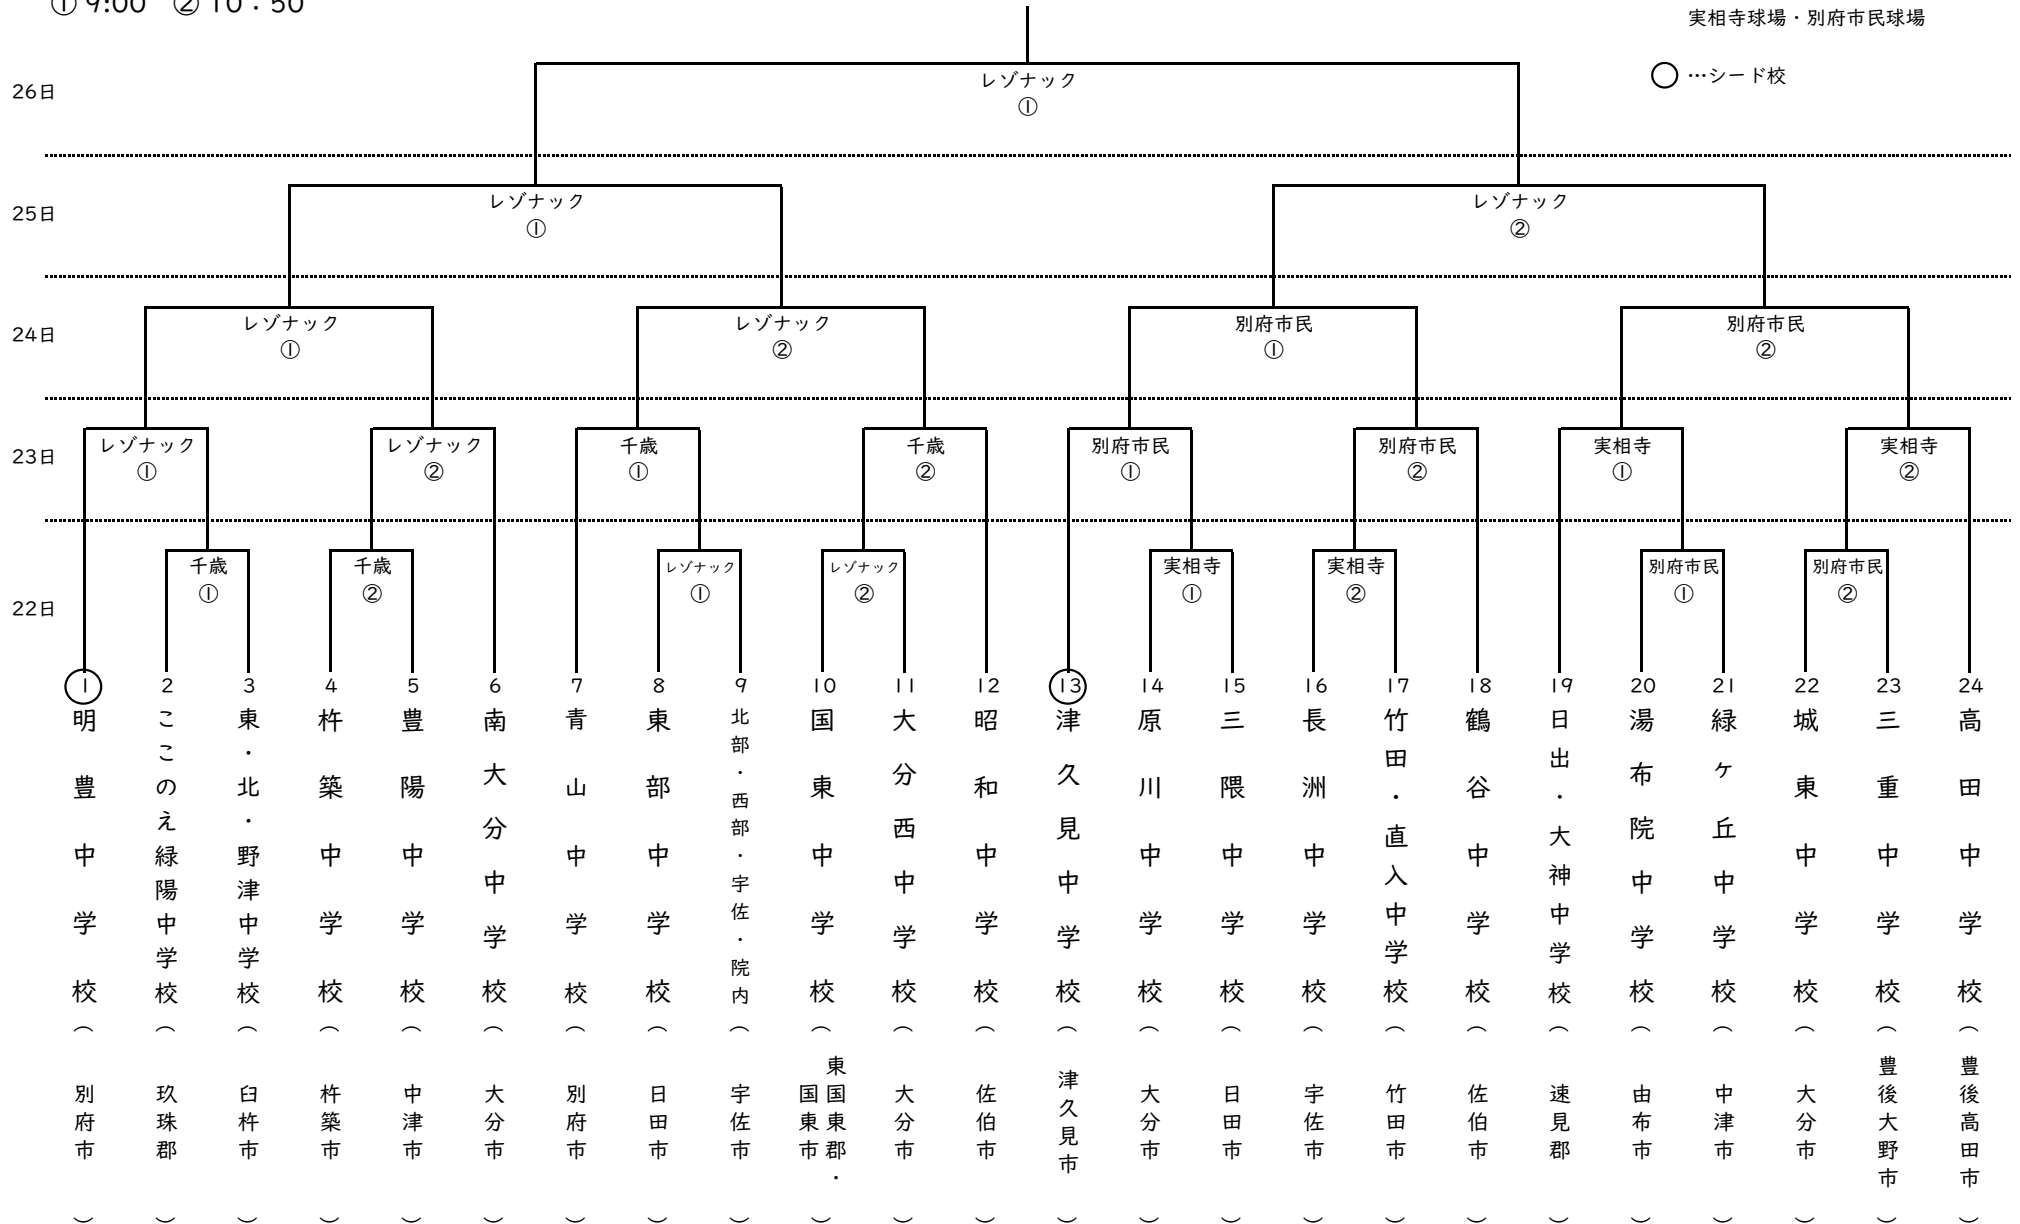 ① 9:00 ② 10：50
実相寺球場・別府市民球場
…シード校
26日
レゾナック
①
25日
レゾナック
①
レゾナック
②
24日
レゾナック
①
レゾナック
②
別府市民
①
別府市民
②
23日
レゾナック
①
レゾナック
②
千歳
①
千歳
②
別府市民
①
別府市民
②
実相寺
①
実相寺
②
22日
千歳
①
千歳
②
レゾナック
①
レゾナック
②
実相寺
①
実相寺
②
別府市民
①
別府市民
②
1
明豊中学校（別府市）
2
ここのえ緑陽中学校（玖珠郡）
3
東・北・野津中学校（臼杵市）
4
杵築中学校（杵築市）
5
豊陽中学校（中津市）
6
南大分中学校（大分市）
7
青山中学校（別府市）
8
東部中学校（日田市）
9
北部・西部・宇佐・院内（宇佐市）
10
国東中学校（東国東郡・国東市）
11
大分西中学校（大分市）
12
昭和中学校（佐伯市）
13
津久見中学校（津久見市）
14
原川中学校（大分市）
15
三隈中学校（日田市）
16
長洲中学校（宇佐市）
17
竹田・直入中学校（竹田市）
18
鶴谷中学校（佐伯市）
19
日出・大神中学校（速見郡）
20
湯布院中学校（由布市）
21
緑ヶ丘中学校（中津市）
22
城東中学校（大分市）
23
三重中学校（豊後大野市）
24
高田中学校（豊後高田市）